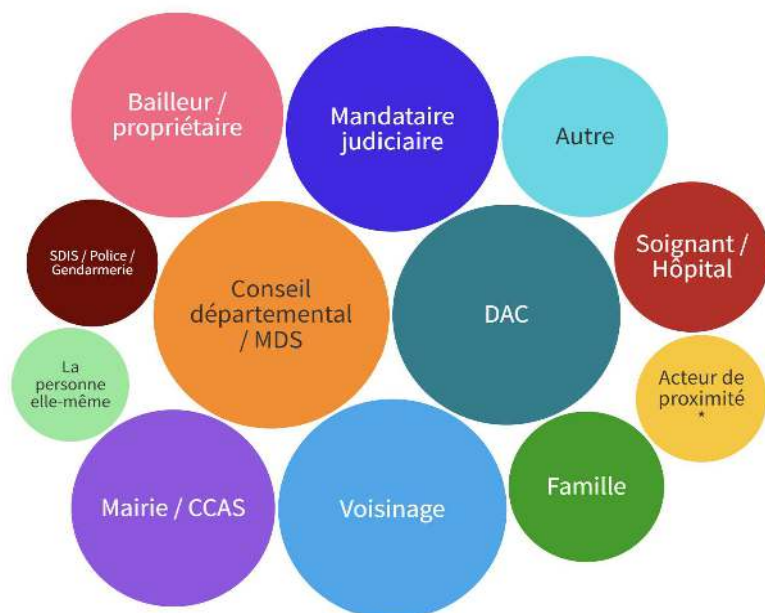 Bailleur /
propriétaire
Mandataire
judiciaire
Autre
SDIS / Police /
Gendarmerie
Conseil
départemental
/ MDS
DAC
Soignant /
Hôpital
La
personne
elle-même
Acteur de
proximité
*
Mairie / CCAS
Voisinage
Famille